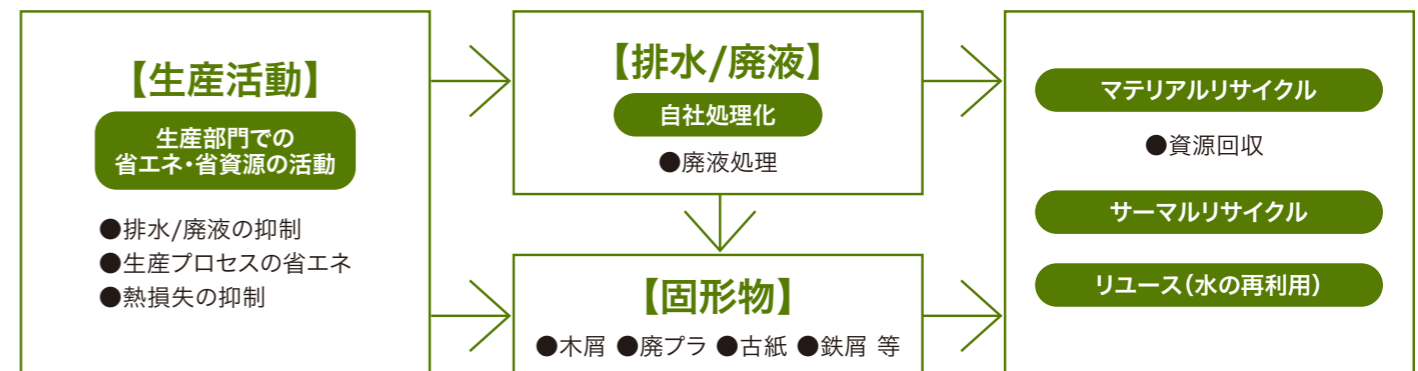 【生産活動】
生産部門での
省エネ・省資源の活動
●排水/廃液の抑制
●生産プロセスの省エネ
●熱損失の抑制
【排水/廃液】
自社処理化
●廃液処理
【固形物】
●木屑 ●廃プラ ●古紙 ●鉄屑 等
マテリアルリサイクル
●資源回収
サーマルリサイクル
リユース（水の再利用）